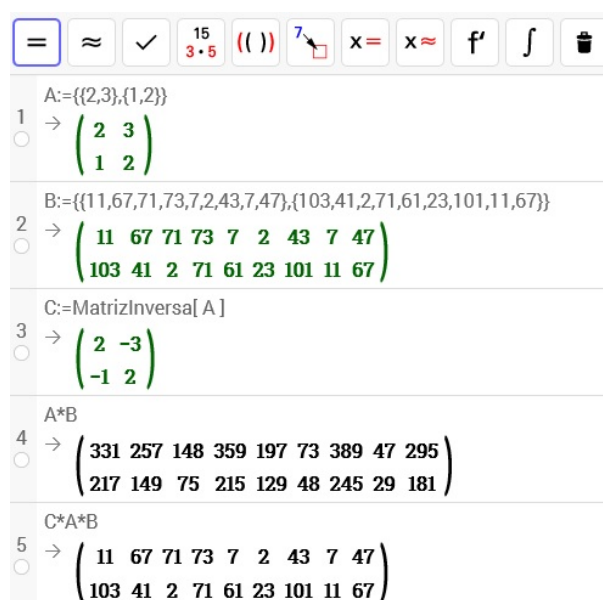 = ≈ ✓ 15 3·5 (( )) 7 x= x≈ f′ ∫
A:={{2,3},{1,2}}
1 → ( 2 3
1 2 )
B:={{11,67,71,73,7,2,43,7,47},{103,41,2,71,61,23,101,11,67}}
2 → ( 11 67 71 73 7 2 43 7 47
103 41 2 71 61 23 101 11 67 )
C:=MatrizInversa[ A ]
3 → ( 2 −3
−1 2 )
A*B
4 → ( 331 257 148 359 197 73 389 47 295
217 149 75 215 129 48 245 29 181 )
C*A*B
5 → ( 11 67 71 73 7 2 43 7 47
103 41 2 71 61 23 101 11 67 )